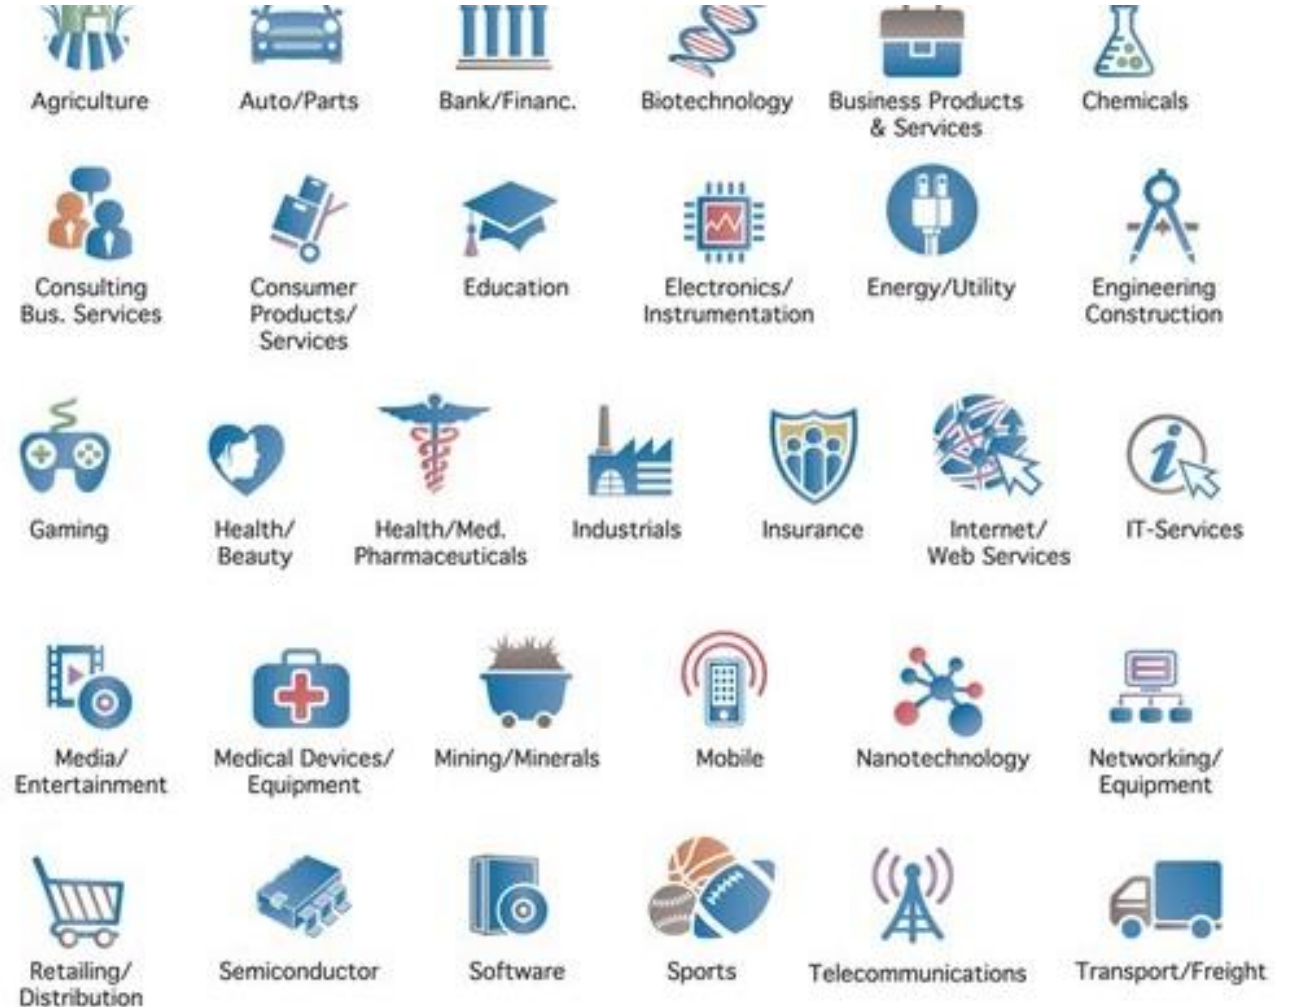 Agriculture
Auto/Parts
Bank/Financ.
Biotechnology
Business Products
& Services
Chemicals
Consulting
Bus. Services
Consumer
Products/
Services
Education
Electronics/
Instrumentation
Energy/Utility
Engineering
Construction
Gaming
Health/
Beauty
Health/Med.
Pharmaceuticals
Industrials
Insurance
Internet/
Web Services
IT-Services
Media/
Entertainment
Medical Devices/
Equipment
Mining/Minerals
Mobile
Nanotechnology
Networking/
Equipment
Retailing/
Distribution
Semiconductor
Software
Sports
Telecommunications
Transport/Freight